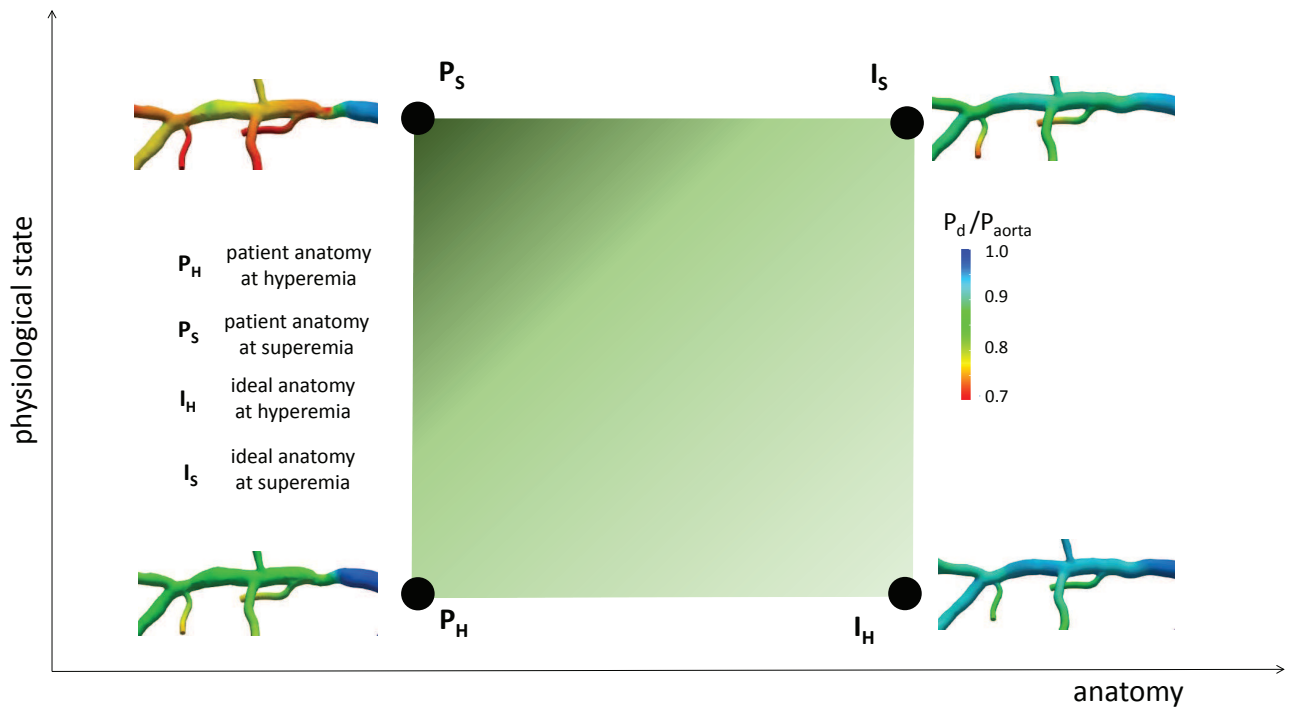 P_S
I_S
P_d/P_aorta
1.0
0.9
0.8
0.7
physiological state
P_H patient anatomy
at hyperemia
P_S patient anatomy
at superemia
I_H ideal anatomy
at hyperemia
I_S ideal anatomy
at superemia
P_H
I_H
anatomy